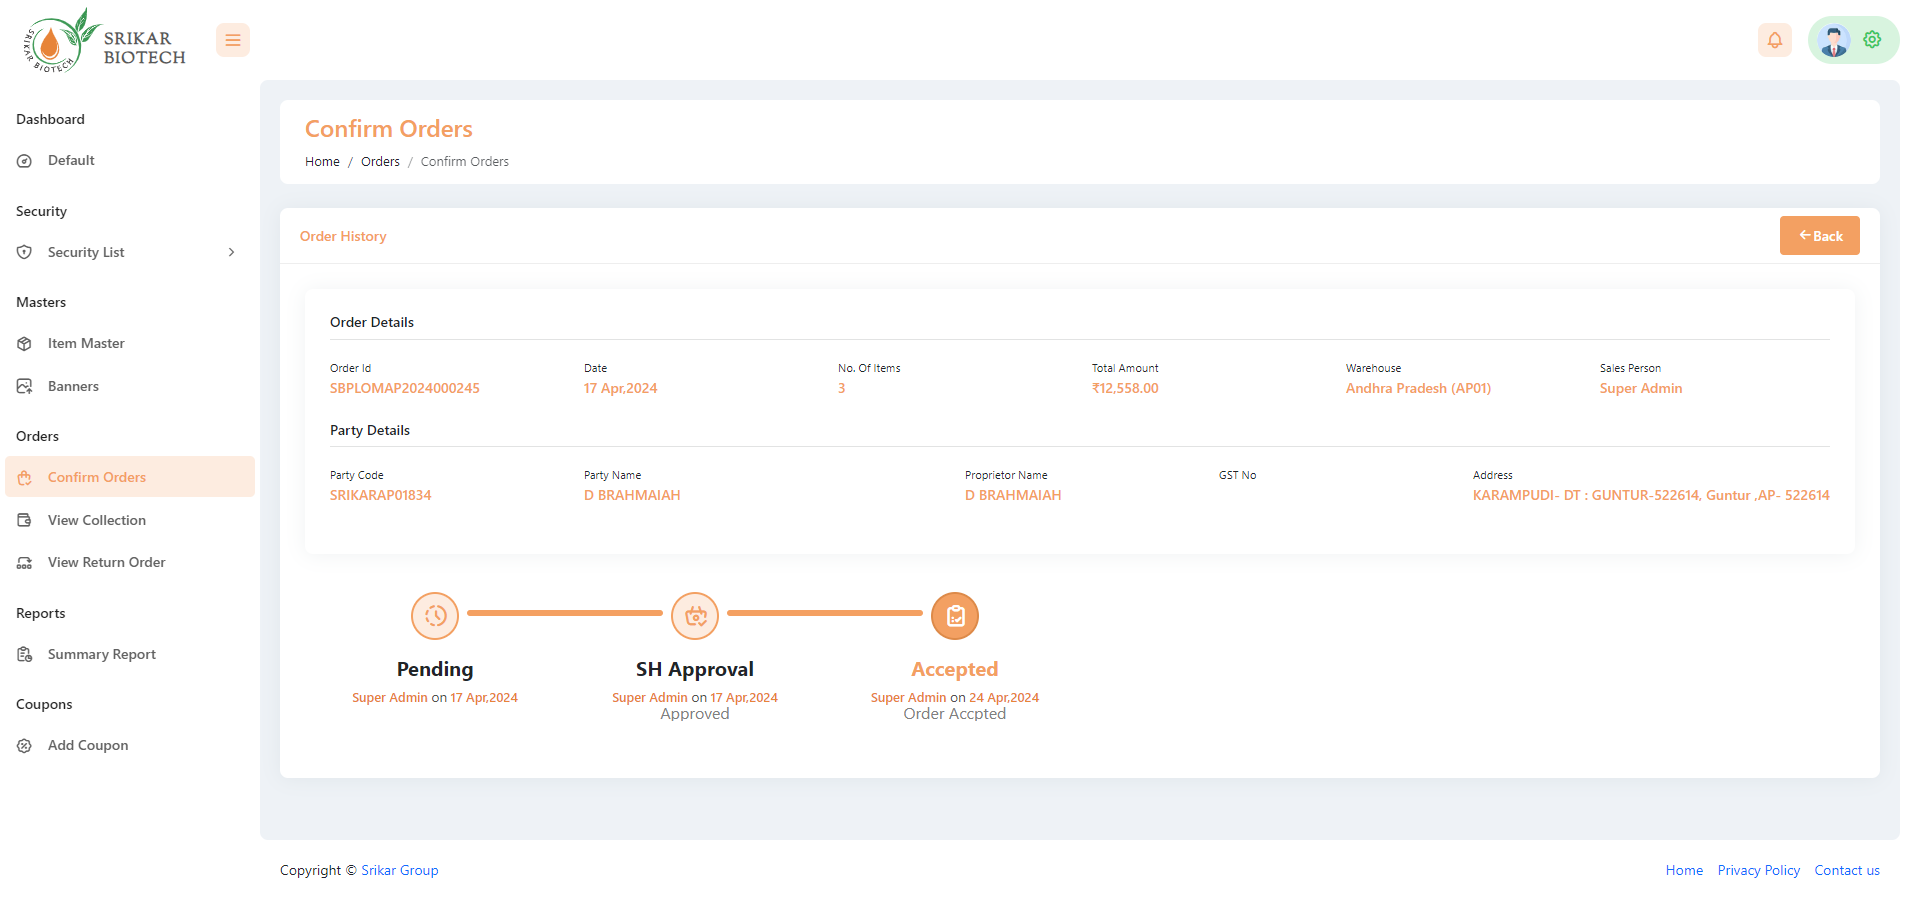 SRIKAR BIOTECH
SRIKAR
BIOTECH
Dashboard
Default
Security
Security List
Masters
Item Master
Banners
Orders
Confirm Orders
View Collection
View Return Order
Reports
Summary Report
Coupons
Add Coupon
Confirm Orders
Home / Orders / Confirm Orders
Order History
Back
Order Details
Order Id Date No. Of Items Total Amount Warehouse Sales Person
SBPLOMAP2024000245 17 Apr,2024 3 ₹12,558.00 Andhra Pradesh (AP01) Super Admin
Party Details
Party Code Party Name Proprietor Name GST No Address
SRIKARAP01834 D BRAHMAIAH D BRAHMAIAH KARAMPUDI- DT : GUNTUR-522614, Guntur ,AP- 522614
Pending SH Approval Accepted
Super Admin on 17 Apr,2024 Super Admin on 17 Apr,2024 Super Admin on 24 Apr,2024
Approved Order Accpted
Copyright © Srikar Group Home Privacy Policy Contact us